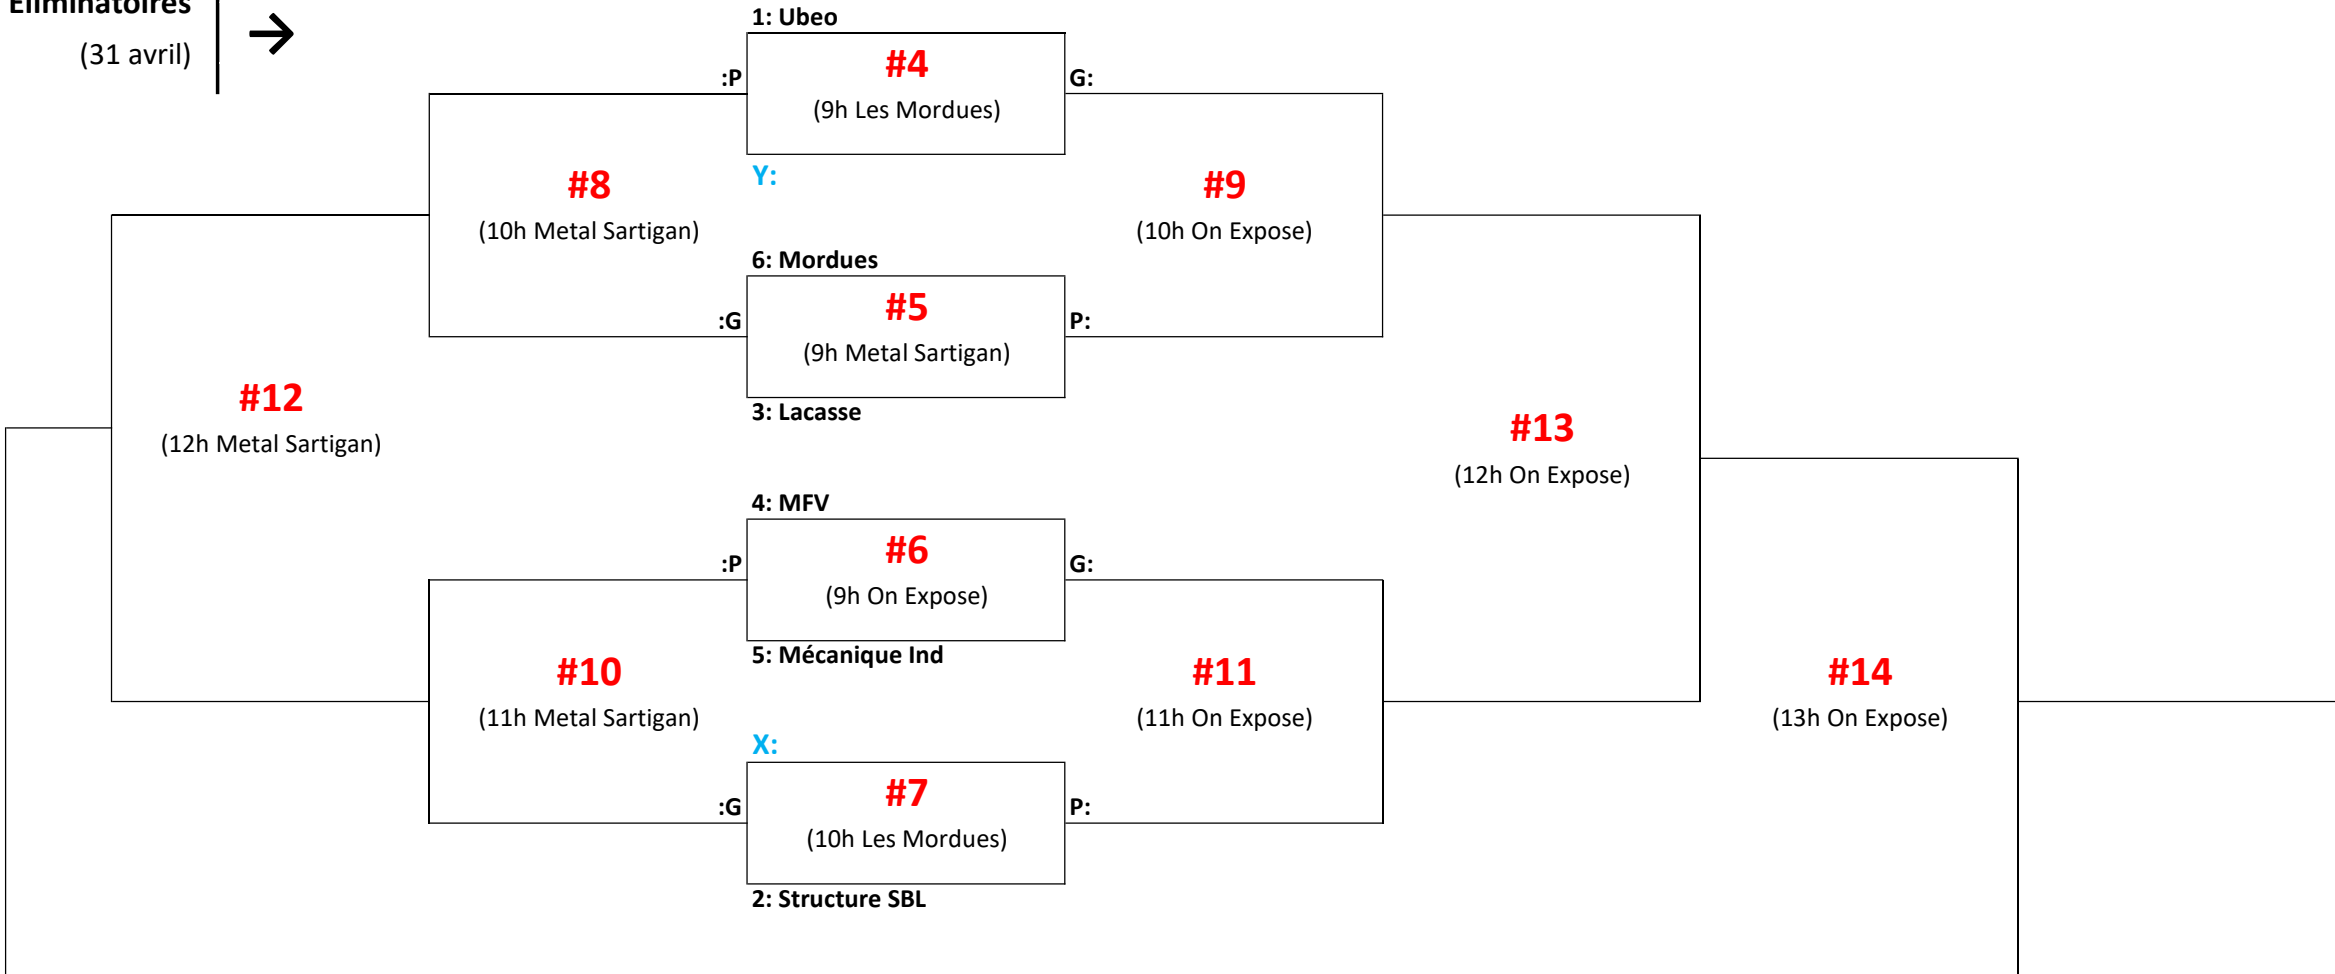 Éliminatoires
(31 avril)
1: Ubeo
:P
#4
G:
(9h Les Mordues)
Y:
#8
(10h Metal Sartigan)
#9
(10h On Expose)
6: Mordues
:G
#5
P:
(9h Metal Sartigan)
3: Lacasse
#12
(12h Metal Sartigan)
#13
(12h On Expose)
4: MFV
:P
#6
G:
(9h On Expose)
5: Mécanique Ind
#10
(11h Metal Sartigan)
#11
(11h On Expose)
#14
(13h On Expose)
X:
:G
#7
P:
(10h Les Mordues)
2: Structure SBL